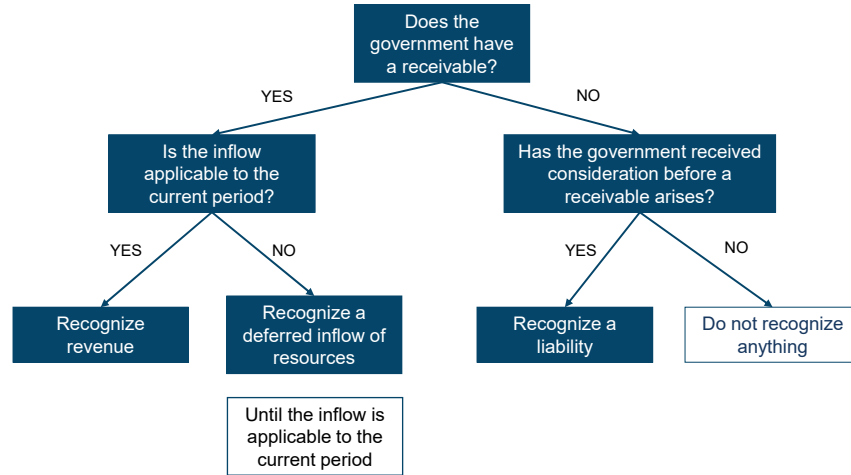 Does the
government have
a receivable?
YES
NO
Is the inflow
applicable to the
current period?
Has the government received
consideration before a
receivable arises?
YES
NO
YES
NO
Recognize
revenue
Recognize a
deferred inflow of
resources
Recognize a
liability
Do not recognize
anything
Until the inflow is
applicable to the
current period